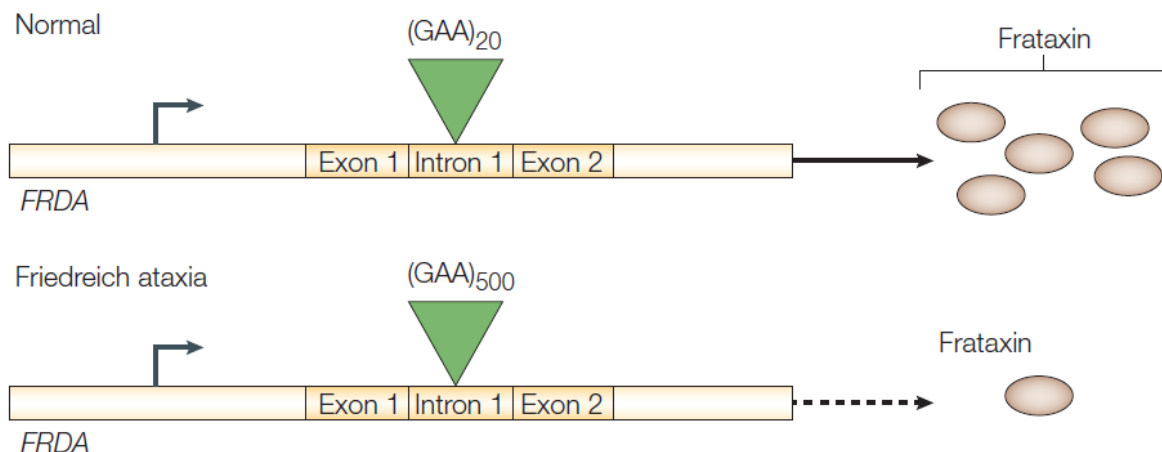 Normal
(GAA)20
Frataxin
Exon 1 Intron 1 Exon 2
FRDA
Friedreich ataxia
(GAA)500
Frataxin
Exon 1 Intron 1 Exon 2
FRDA